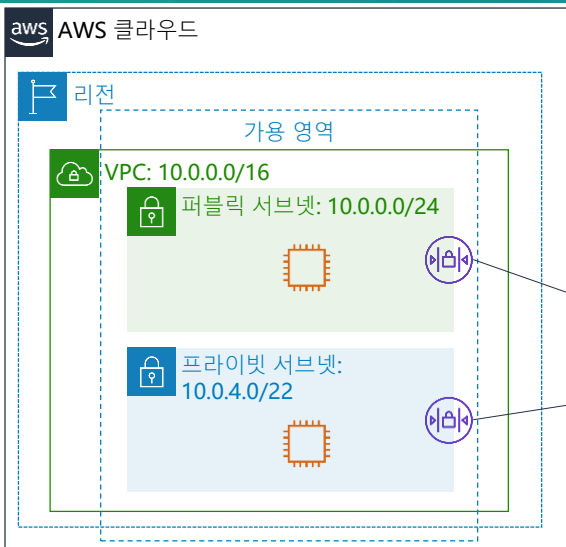 aws AWS 클라우드
리전
가용 영역
VPC: 10.0.0.0/16
퍼블릭 서브넷: 10.0.0.0/24
프라이빗 서브넷:
10.0.4.0/22